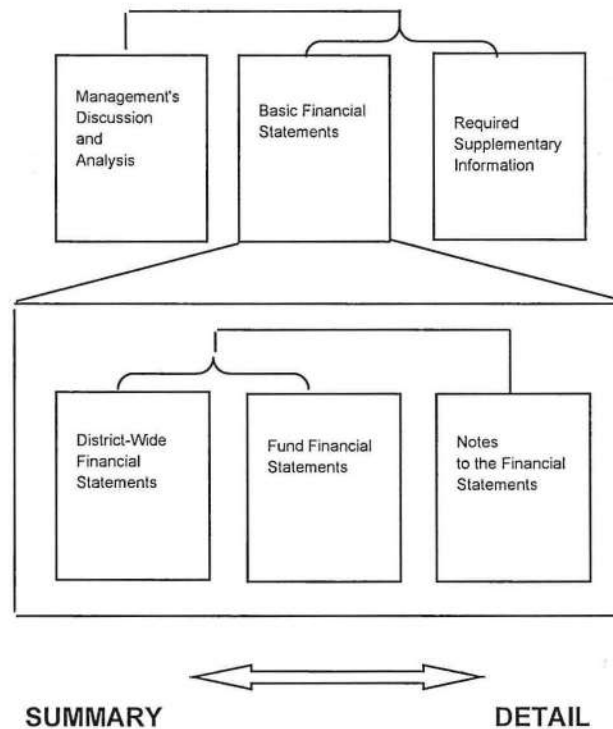 Management's
Discussion
and
Analysis
Basic Financial
Statements
Required
Supplementary
Information
District-Wide
Financial
Statements
Fund Financial
Statements
Notes
to the Financial
Statements
SUMMARY
DETAIL